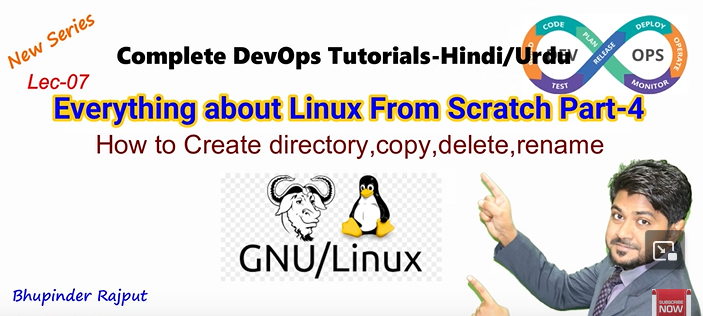 New Series
Complete DevOps Tutorials-Hindi/Urdu
Lec-07
CODE
PLAN
RELEASE
DEPLOY
OPERATE
MONITOR
TEST
OPS
Everything about Linux From Scratch Part-4
How to Create directory,copy,delete,rename
GNU/Linux
Bhupinder Rajput
SUBSCRIBE
NOW